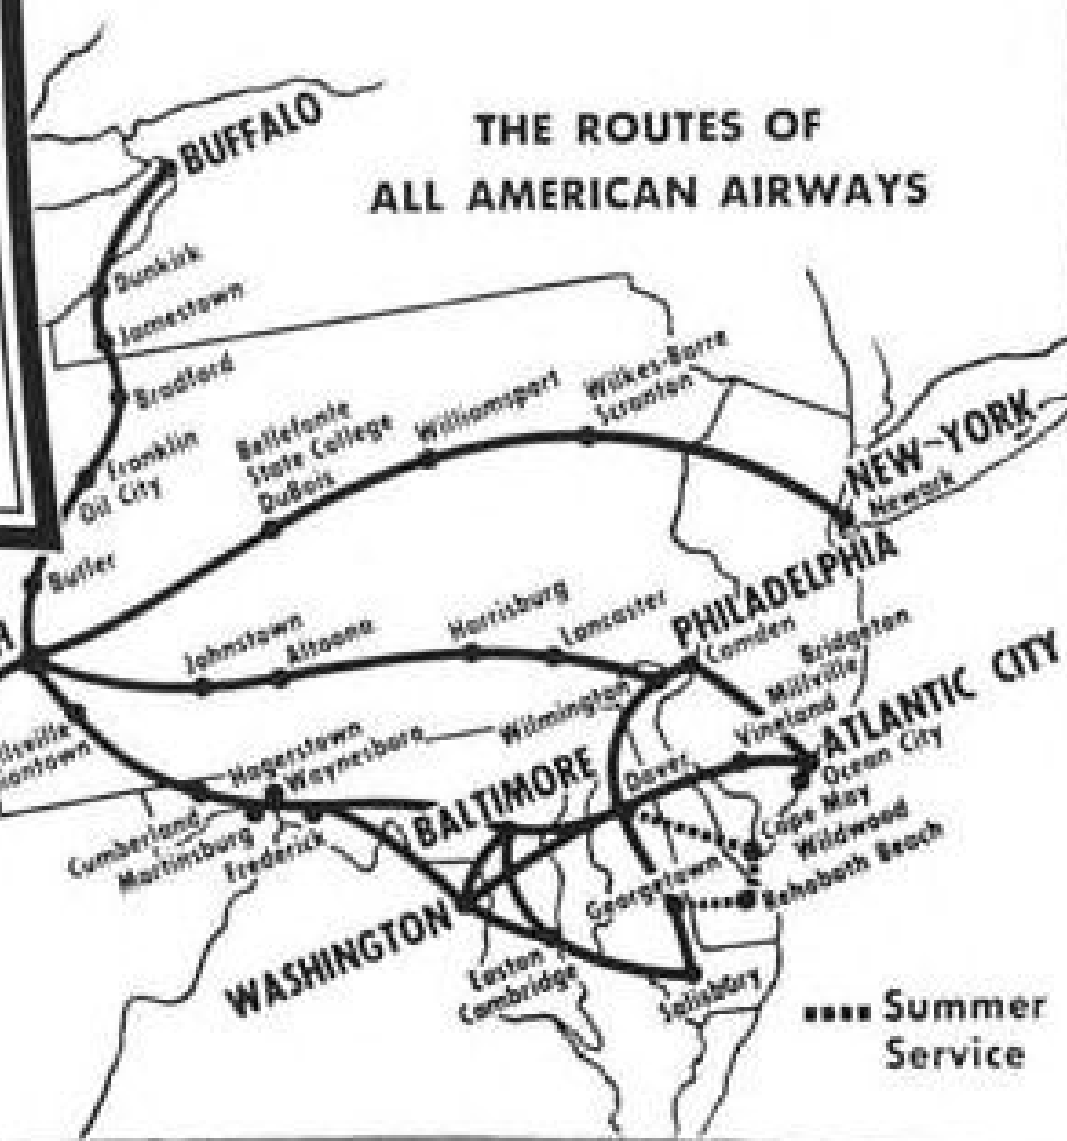 BUFFALO
THE ROUTES OF
ALL AMERICAN AIRWAYS
Dunkirk
Jamestown
Bradford
Franklin
Oil City
Butler
Bellefonte
State College
DuBois
Williamsport
Wilkes-Barre
Scranton
NEW-YORK
Newark
A
Johnstown
Altoona
Harrisburg
Lancaster
PHILADELPHIA
Camden
Bridgeton
Millville
Vineland
ATLANTIC CITY
Ocean City
llsville
iontown
Hagerstown
Waynesboro
Wilmington
Dover
BALTIMORE
Cape May
Wildwood
Rehoboth Beach
Cumberland
Martinsburg
Frederick
WASHINGTON
Georgetown
Easton
Cambridge
Salisbury
Summer
Service